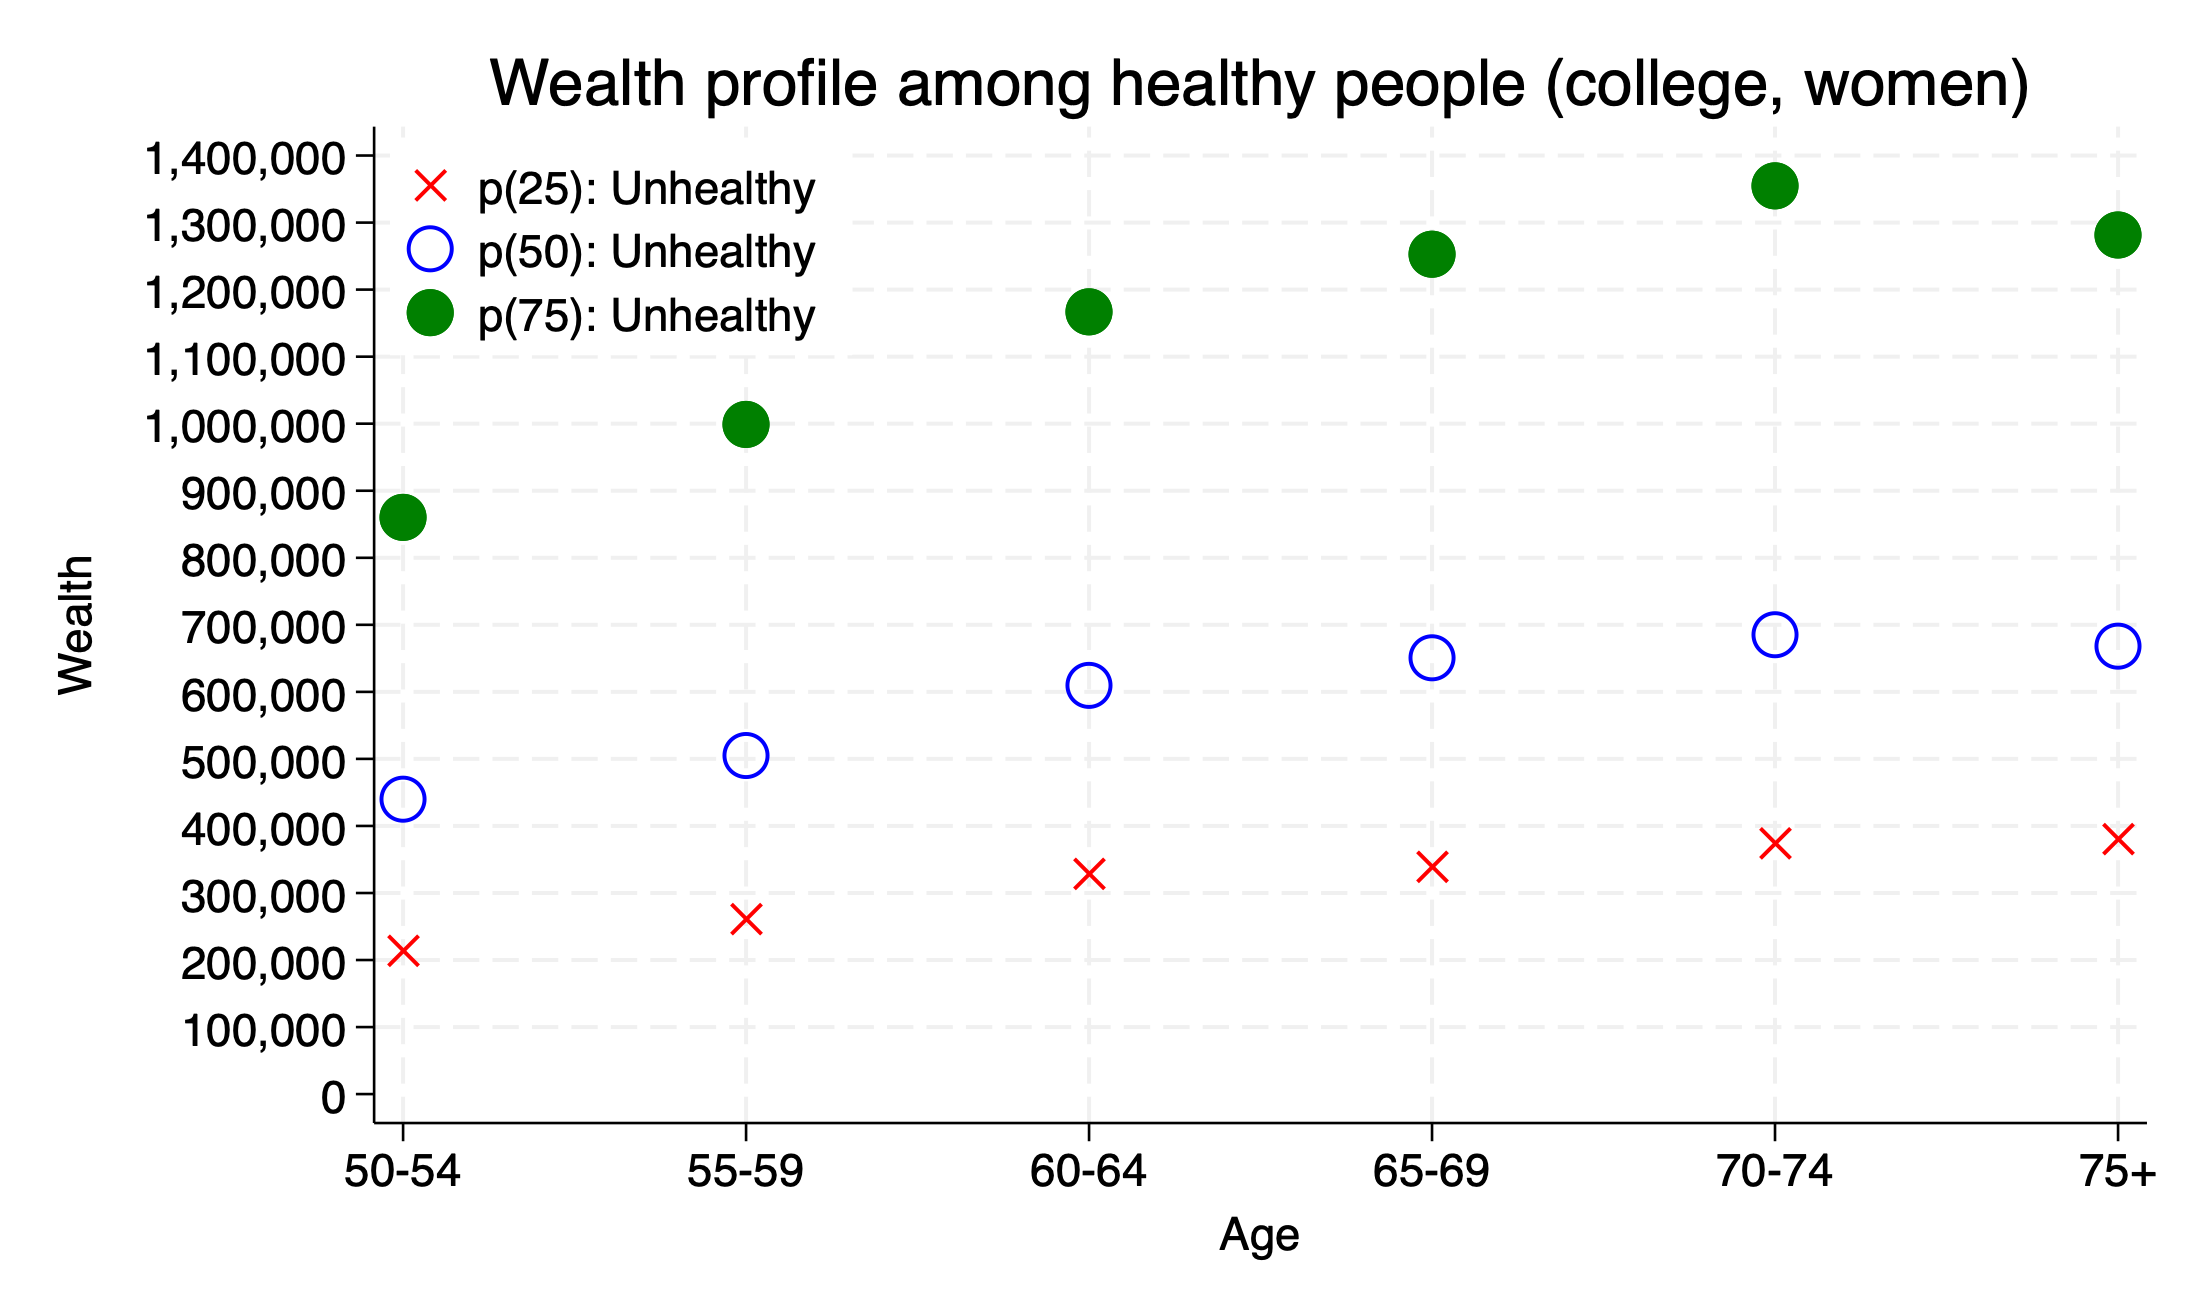 Wealth profile among healthy people (college, women)
p(25): Unhealthy
p(50): Unhealthy
p(75): Unhealthy
Wealth
1,400,000
1,300,000
1,200,000
1,100,000
1,000,000
900,000
800,000
700,000
600,000
500,000
400,000
300,000
200,000
100,000
0
50-54 55-59 60-64 65-69 70-74 75+
Age